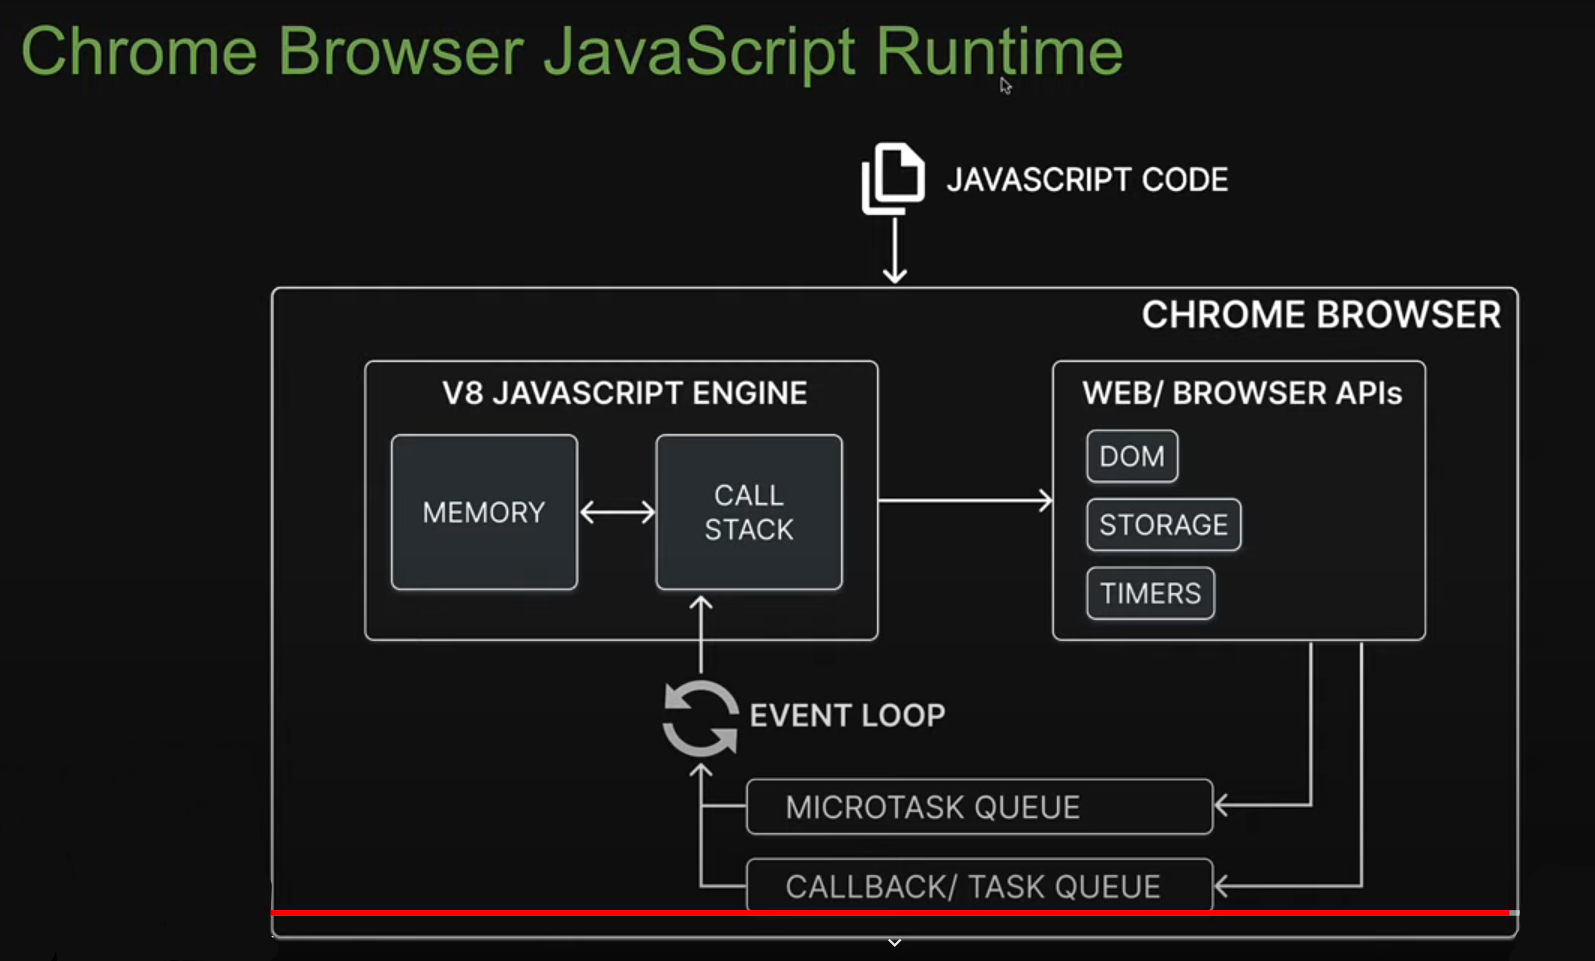 Chrome Browser JavaScript Runtime
JAVASCRIPT CODE
CHROME BROWSER
V8 JAVASCRIPT ENGINE
MEMORY
CALL
STACK
WEB/ BROWSER APIs
DOM
STORAGE
TIMERS
EVENT LOOP
MICROTASK QUEUE
CALLBACK/ TASK QUEUE